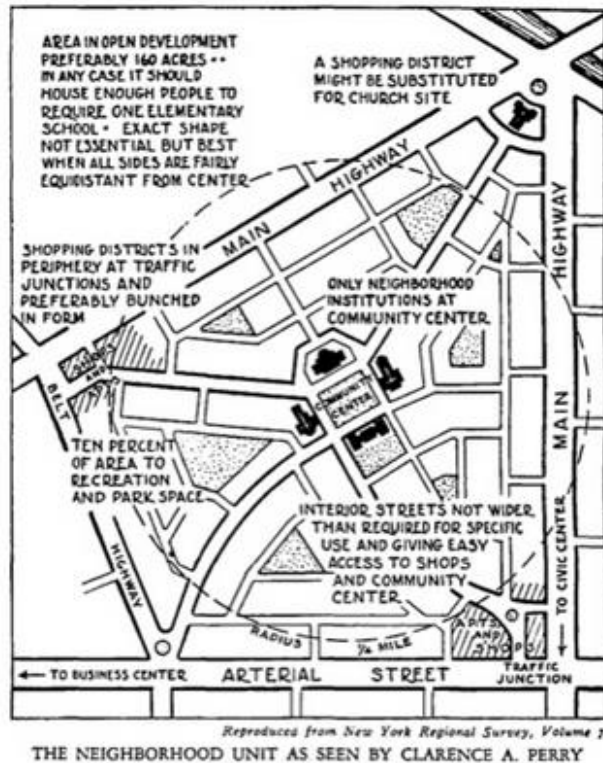 AREA IN OPEN DEVELOPMENT
PREFERABLY 160 ACRES ··
IN ANY CASE IT SHOULD
HOUSE ENOUGH PEOPLE TO
REQUIRE ONE ELEMENTARY
SCHOOL · EXACT SHAPE
NOT ESSENTIAL BUT BEST
WHEN ALL SIDES ARE FAIRLY
EQUIDISTANT FROM CENTER
A SHOPPING DISTRICT
MIGHT BE SUBSTITUTED
FOR CHURCH SITE
MAIN HIGHWAY
HIGHWAY
MAIN
SHOPPING DISTRICTS IN
PERIPHERY AT TRAFFIC
JUNCTIONS AND
PREFERABLY BUNCHED
IN FORM
ONLY NEIGHBORHOOD
INSTITUTIONS AT
COMMUNITY CENTER
SHOPS
AND
BELT
HIGHWAY
COMMUNITY
CENTER
TEN PERCENT
OF AREA TO
RECREATION
AND PARK SPACE
INTERIOR STREETS NOT WIDER
THAN REQUIRED FOR SPECIFIC
USE AND GIVING EASY
ACCESS TO SHOPS
AND COMMUNITY
CENTER
TO CIVIC CENTER
RADIUS ¼ MILE
APTS.
AND
SHOPS
TRAFFIC
JUNCTION
TO BUSINESS CENTER
ARTERIAL STREET
Reproduced from New York Regional Survey, Volume 7
THE NEIGHBORHOOD UNIT AS SEEN BY CLARENCE A. PERRY